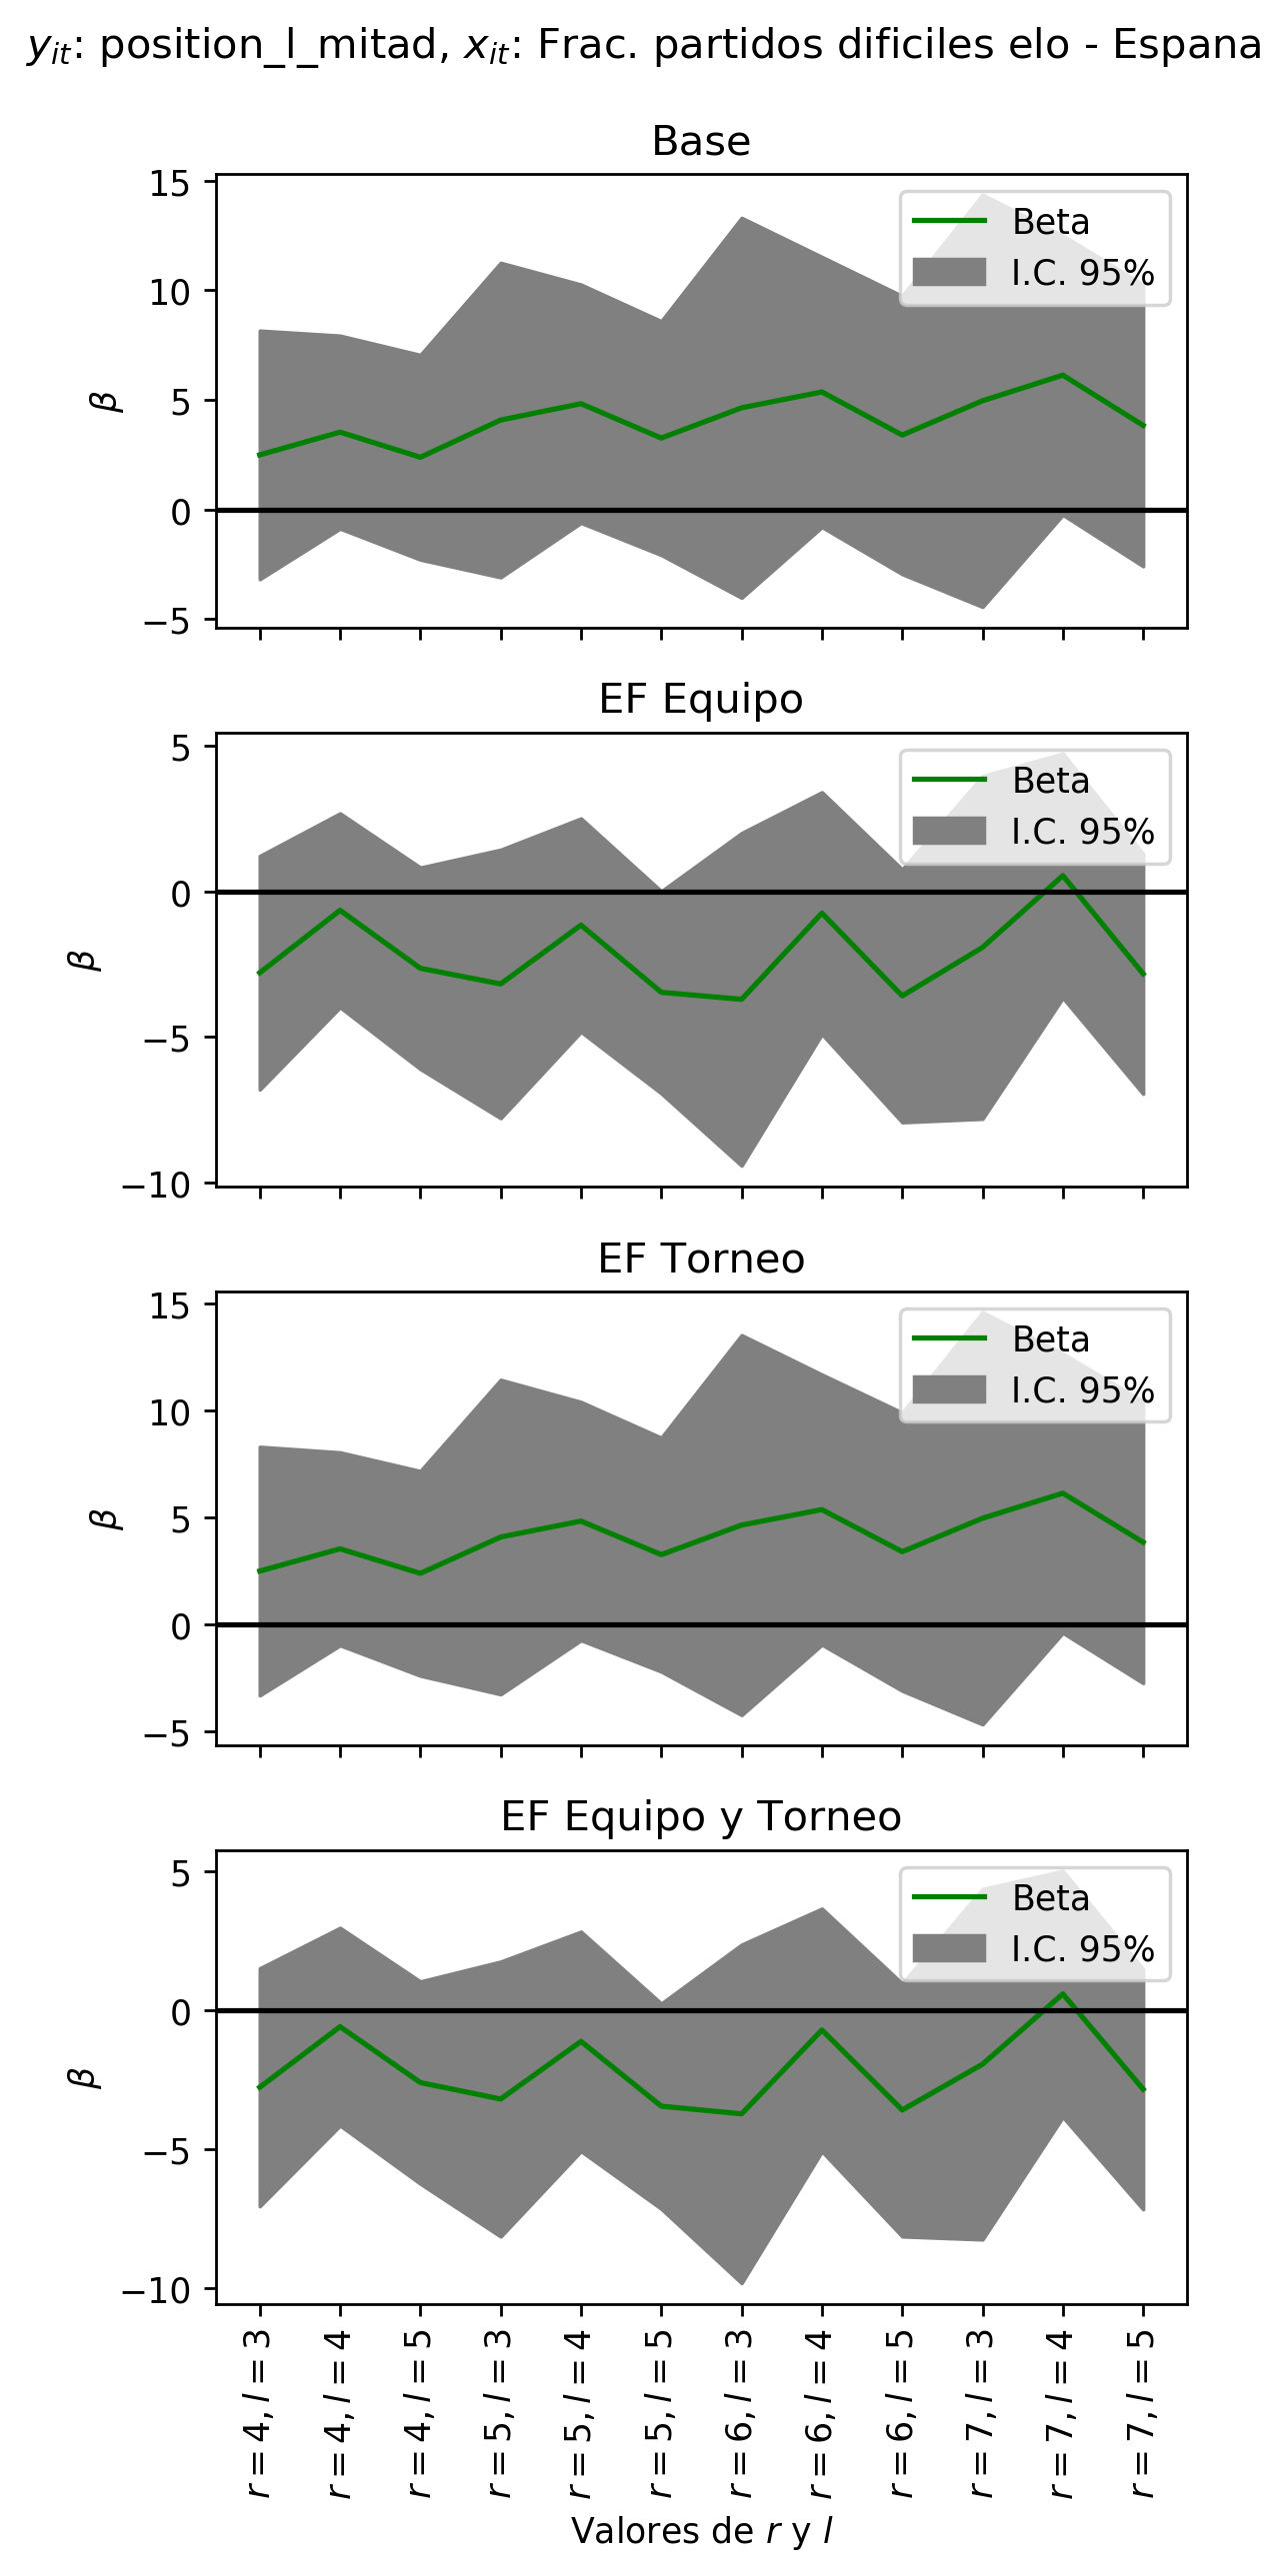 y_it: position_l_mitad, x_it: Frac. partidos dificiles elo - Espana
Base
15
10
5
0
−5
β
Beta
I.C. 95%
EF Equipo
5
0
−5
−10
β
Beta
I.C. 95%
EF Torneo
15
10
5
0
−5
β
Beta
I.C. 95%
EF Equipo y Torneo
5
0
−5
−10
β
Beta
I.C. 95%
r = 4, l = 3
r = 4, l = 4
r = 4, l = 5
r = 5, l = 3
r = 5, l = 4
r = 5, l = 5
r = 6, l = 3
r = 6, l = 4
r = 6, l = 5
r = 7, l = 3
r = 7, l = 4
r = 7, l = 5
Valores de r y l